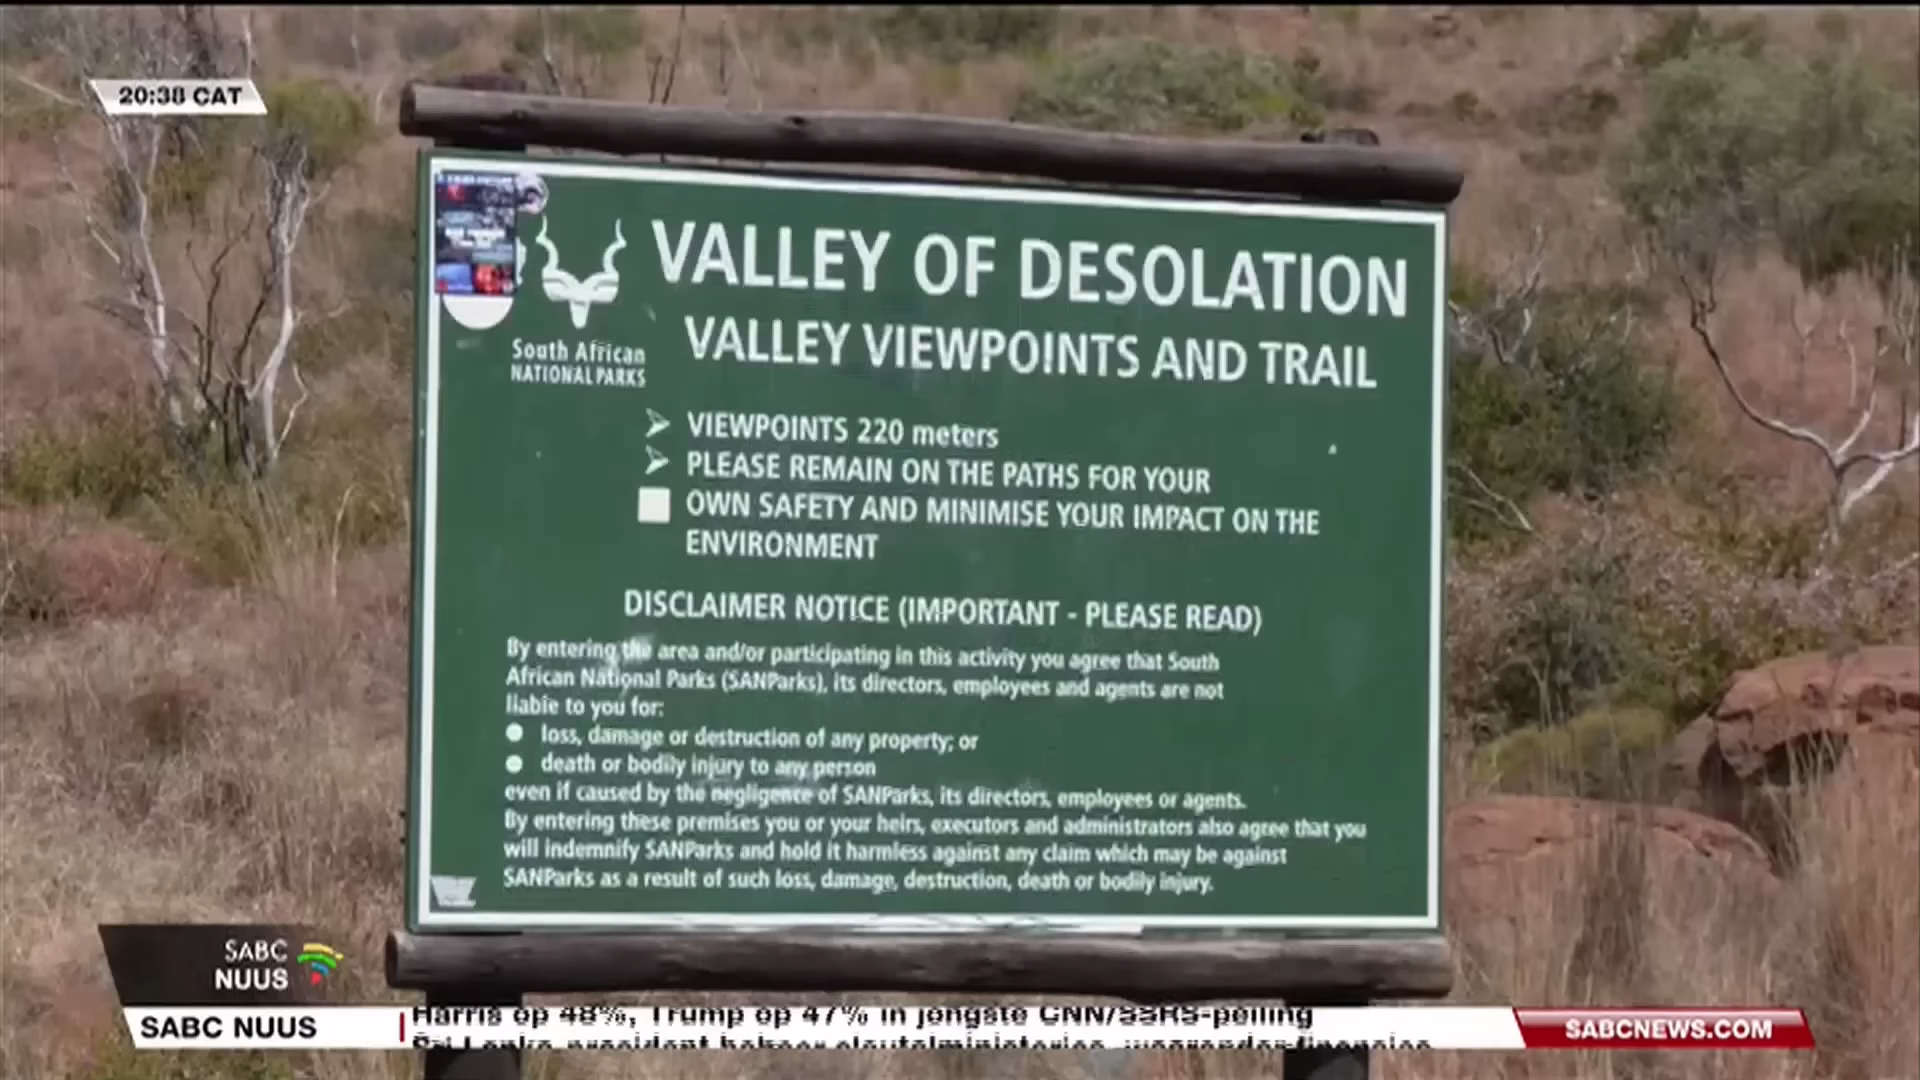 20:38 CAT
VALLEY OF DESOLATION
VALLEY VIEWPOINTS AND TRAIL
South African
NATIONAL PARKS
VIEWPOINTS 220 meters
PLEASE REMAIN ON THE PATHS FOR YOUR
OWN SAFETY AND MINIMISE YOUR IMPACT ON THE
ENVIRONMENT
DISCLAIMER NOTICE (IMPORTANT - PLEASE READ)
By entering the area and/or participating in this activity you agree that South
African National Parks (SANParks), its directors, employees and agents are not
liable to you for:
loss, damage or destruction of any property; or
death or bodily injury to any person
even if caused by the negligence of SANParks, its directors, employees or agents.
By entering these premises you or your heirs, executors and administrators also agree that you
will indemnify SANParks and hold it harmless against any claim which may be against
SANParks as a result of such loss, damage, destruction, death or bodily injury.
SABC
NUUS
SABC NUUS
Harris op 48%, Trump op 47% in jongste CNN/SSRS-peiling
SABCNEWS.COM